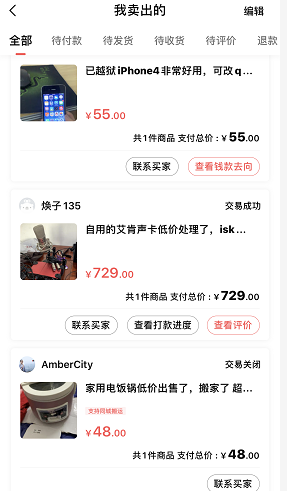 我卖出的
编辑
全部 待付款 待发货 待收货 待评价 退款
已越狱iPhone4非常好用，可改q...
¥55.00
共1件商品 支付总价：¥55.00
联系买家 查看钱款去向
焕子135 交易成功
自用的艾肯声卡低价处理了，isk...
¥729.00
共1件商品 支付总价：¥729.00
联系买家 查看打款进度 查看评价
AmberCity 交易关闭
家用电饭锅低价出售了，搬家了 超...
支持同城搬运
¥48.00
共1件商品 支付总价：¥48.00
联系买家